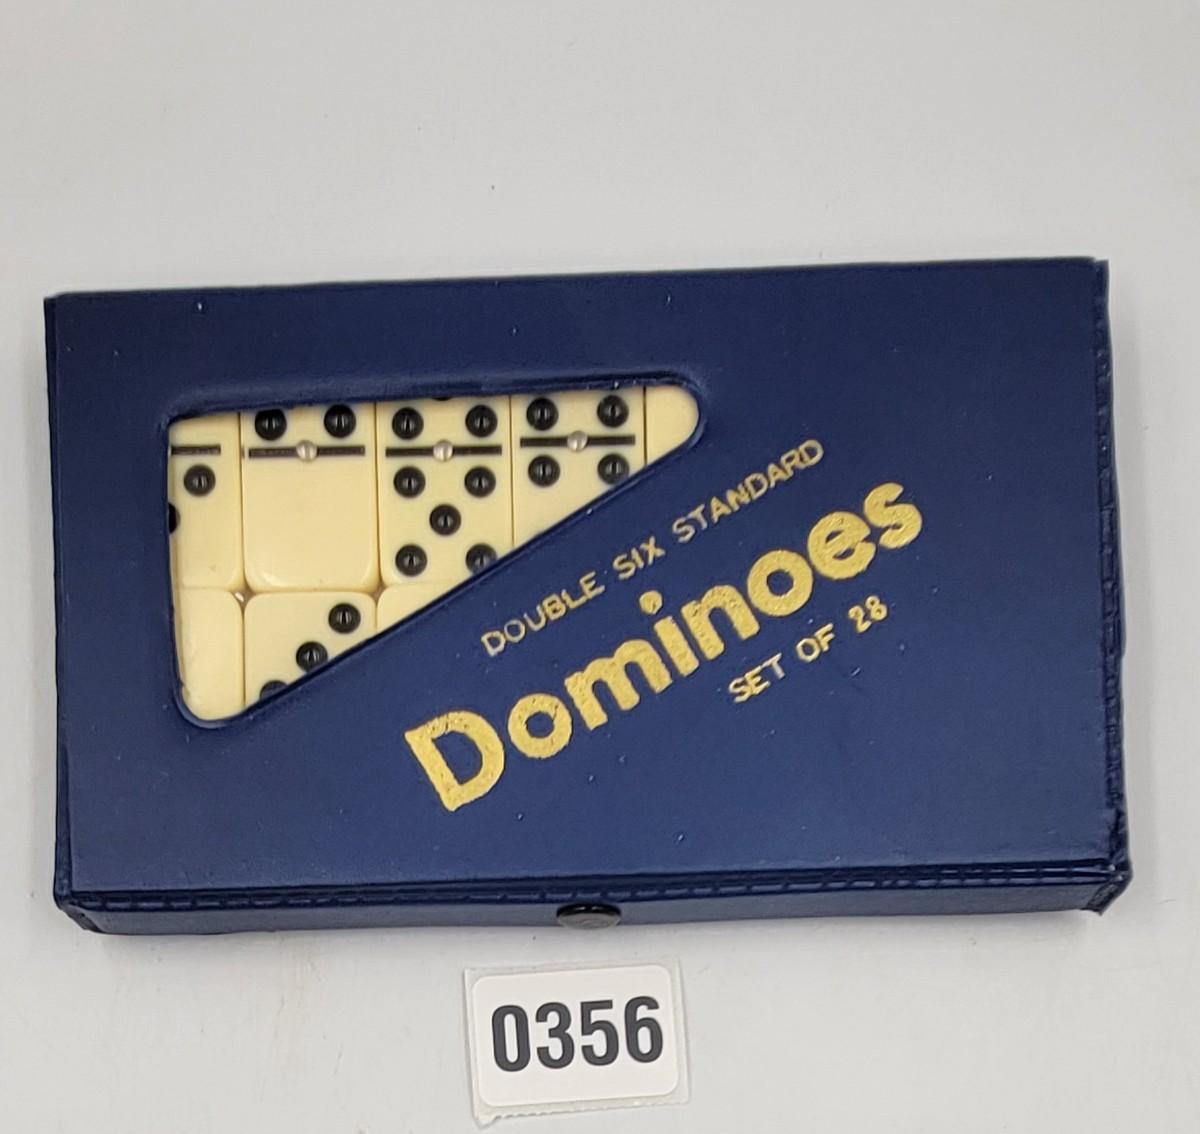 DOUBLE SIX STANDARD
Dominoes
SET OF 28
0356